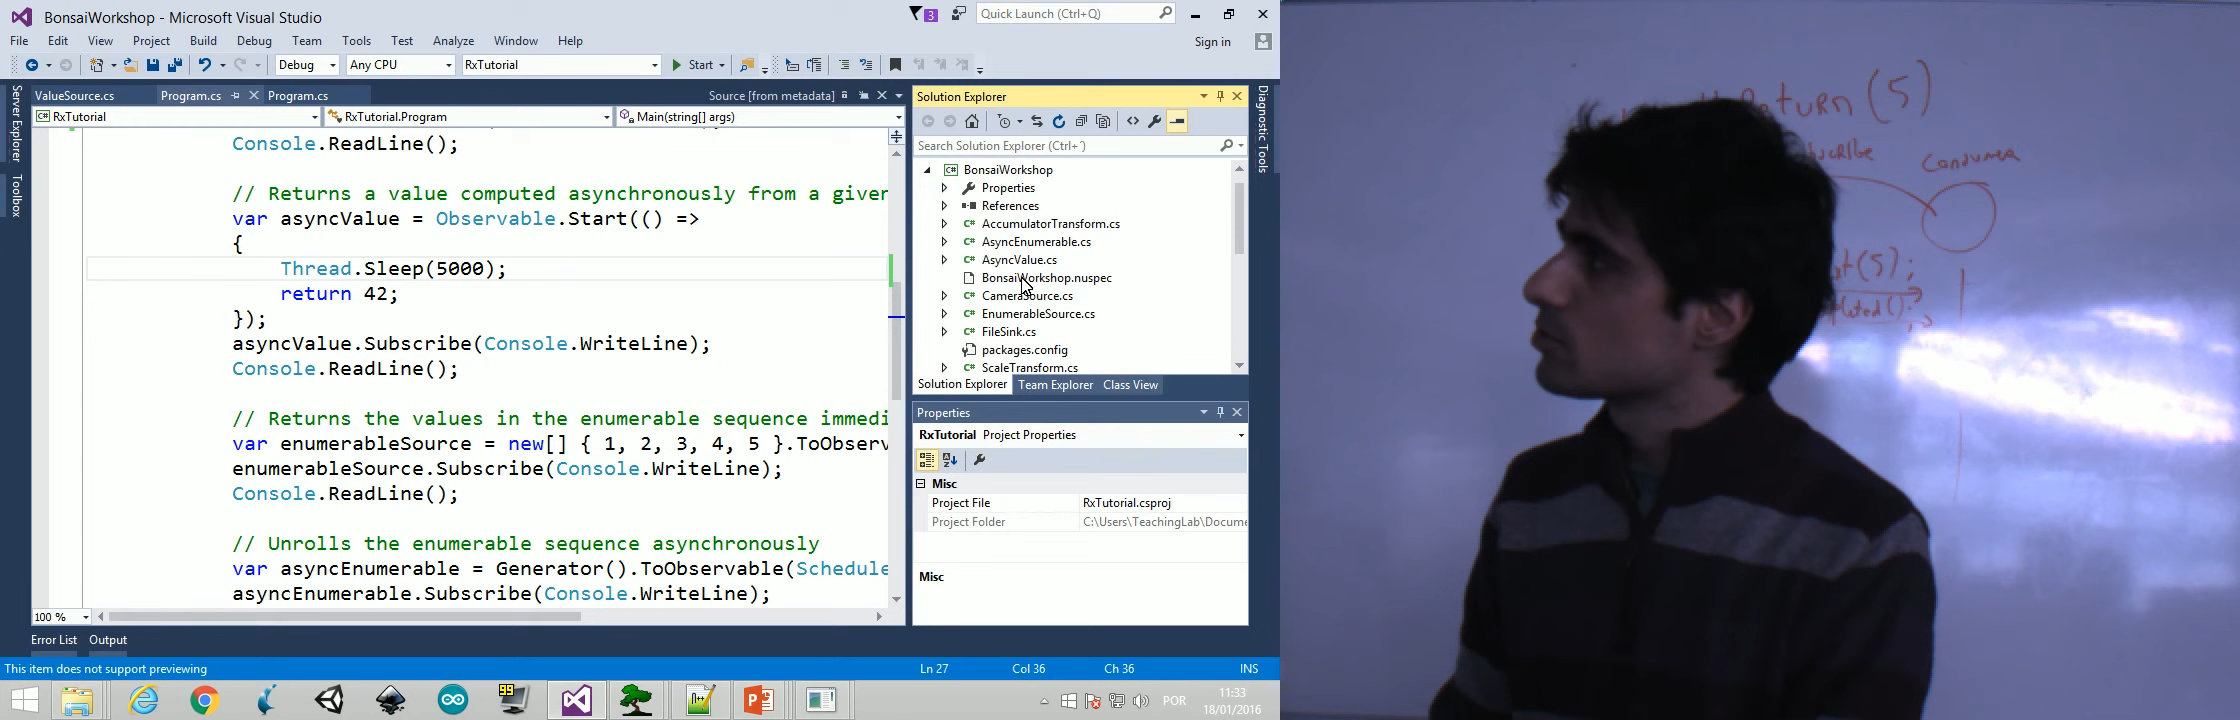 BonsaiWorkshop - Microsoft Visual Studio
3
Quick Launch (Ctrl+Q)
File Edit View Project Build Debug Team Tools Test Analyze Window Help
Sign in
Debug Any CPU RxTutorial Start
Server Explorer
Toolbox
ValueSource.cs Program.cs Program.cs Source [from metadata]
RxTutorial RxTutorial.Program Main(string[] args)
Console.ReadLine();
// Returns a value computed asynchronously from a given
var asyncValue = Observable.Start(() =>
{
Thread.Sleep(5000);
return 42;
});
asyncValue.Subscribe(Console.WriteLine);
Console.ReadLine();
// Returns the values in the enumerable sequence immedi
var enumerableSource = new[] { 1, 2, 3, 4, 5 }.ToObserv
enumerableSource.Subscribe(Console.WriteLine);
Console.ReadLine();
// Unrolls the enumerable sequence asynchronously
var asyncEnumerable = Generator().ToObservable(Schedule
asyncEnumerable.Subscribe(Console.WriteLine);
100 %
Error List Output
Solution Explorer
Search Solution Explorer (Ctrl+´)
BonsaiWorkshop
Properties
References
AccumulatorTransform.cs
AsyncEnumerable.cs
AsyncValue.cs
BonsaiWorkshop.nuspec
CameraSource.cs
EnumerableSource.cs
FileSink.cs
packages.config
ScaleTransform.cs
Solution Explorer Team Explorer Class View
Properties
RxTutorial Project Properties
Misc
Project File RxTutorial.csproj
Project Folder C:\Users\TeachingLab\Docume
Misc
Diagnostic Tools
This item does not support previewing Ln 27 Col 36 Ch 36 INS
99
POR
11:33
18/01/2016
Return (5)
Consumer
(5);